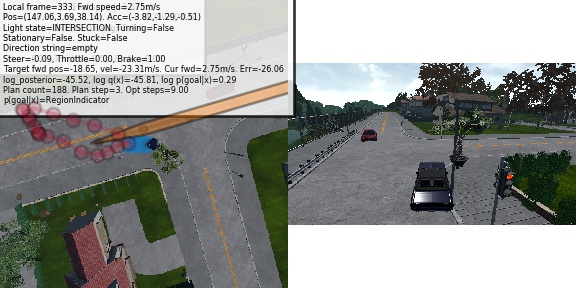 Local frame=333. Fwd speed=2.75m/s
Pos=(147.06,3.69,38.14). Acc=(-3.82,-1.29,-0.51)
Light state=INTERSECTION. Turning=False
Stationary=False. Stuck=False
Direction string=empty
Steer=-0.09, Throttle=0.00, Brake=1.00
Target fwd pos=-18.65, vel=-23.31m/s. Cur fwd=2.75m/s. Err=-26.06
log_posterior=-45.52, log q(x)=-45.81, log p(goal|x)=0.29
Plan count=188. Plan step=3. Opt steps=9.00
p(goal|x)=RegionIndicator